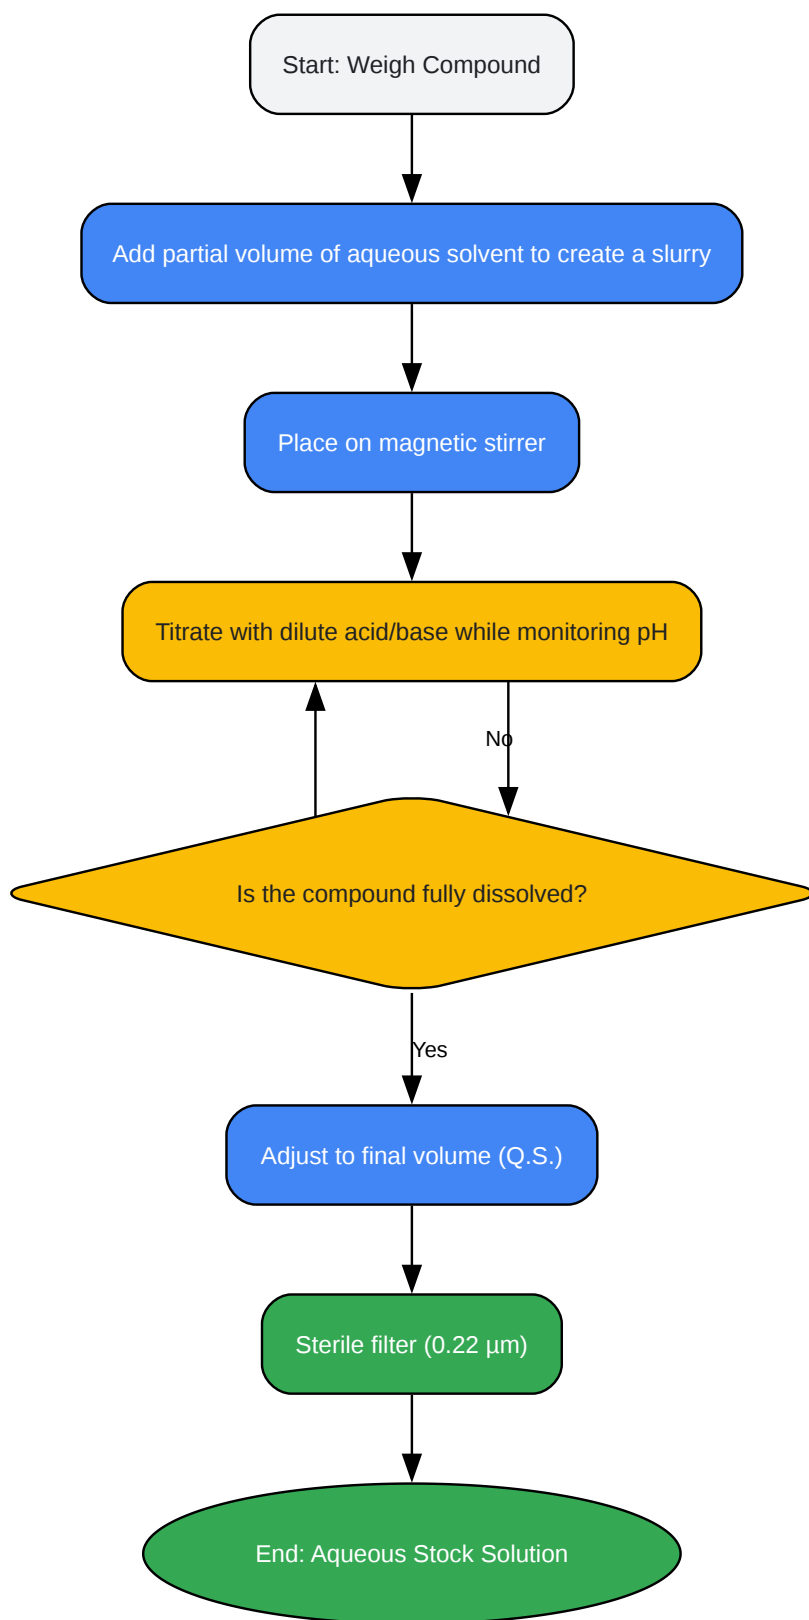 Start: Weigh Compound
Add partial volume of aqueous solvent to create a slurry
Place on magnetic stirrer
Titrate with dilute acid/base while monitoring pH
No
Is the compound fully dissolved?
Yes
Adjust to final volume (Q.S.)
Sterile filter (0.22 µm)
End: Aqueous Stock Solution